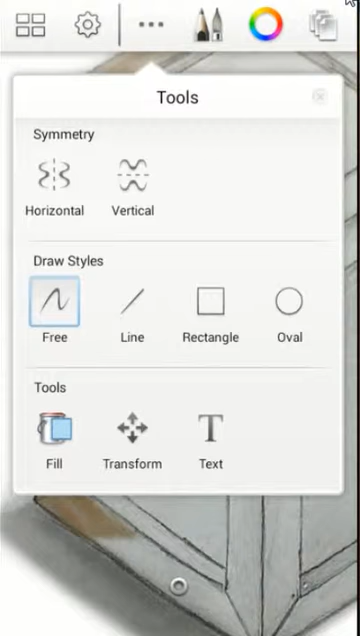 Tools
Symmetry
Horizontal Vertical
Draw Styles
Free Line Rectangle Oval
Tools
Fill Transform Text